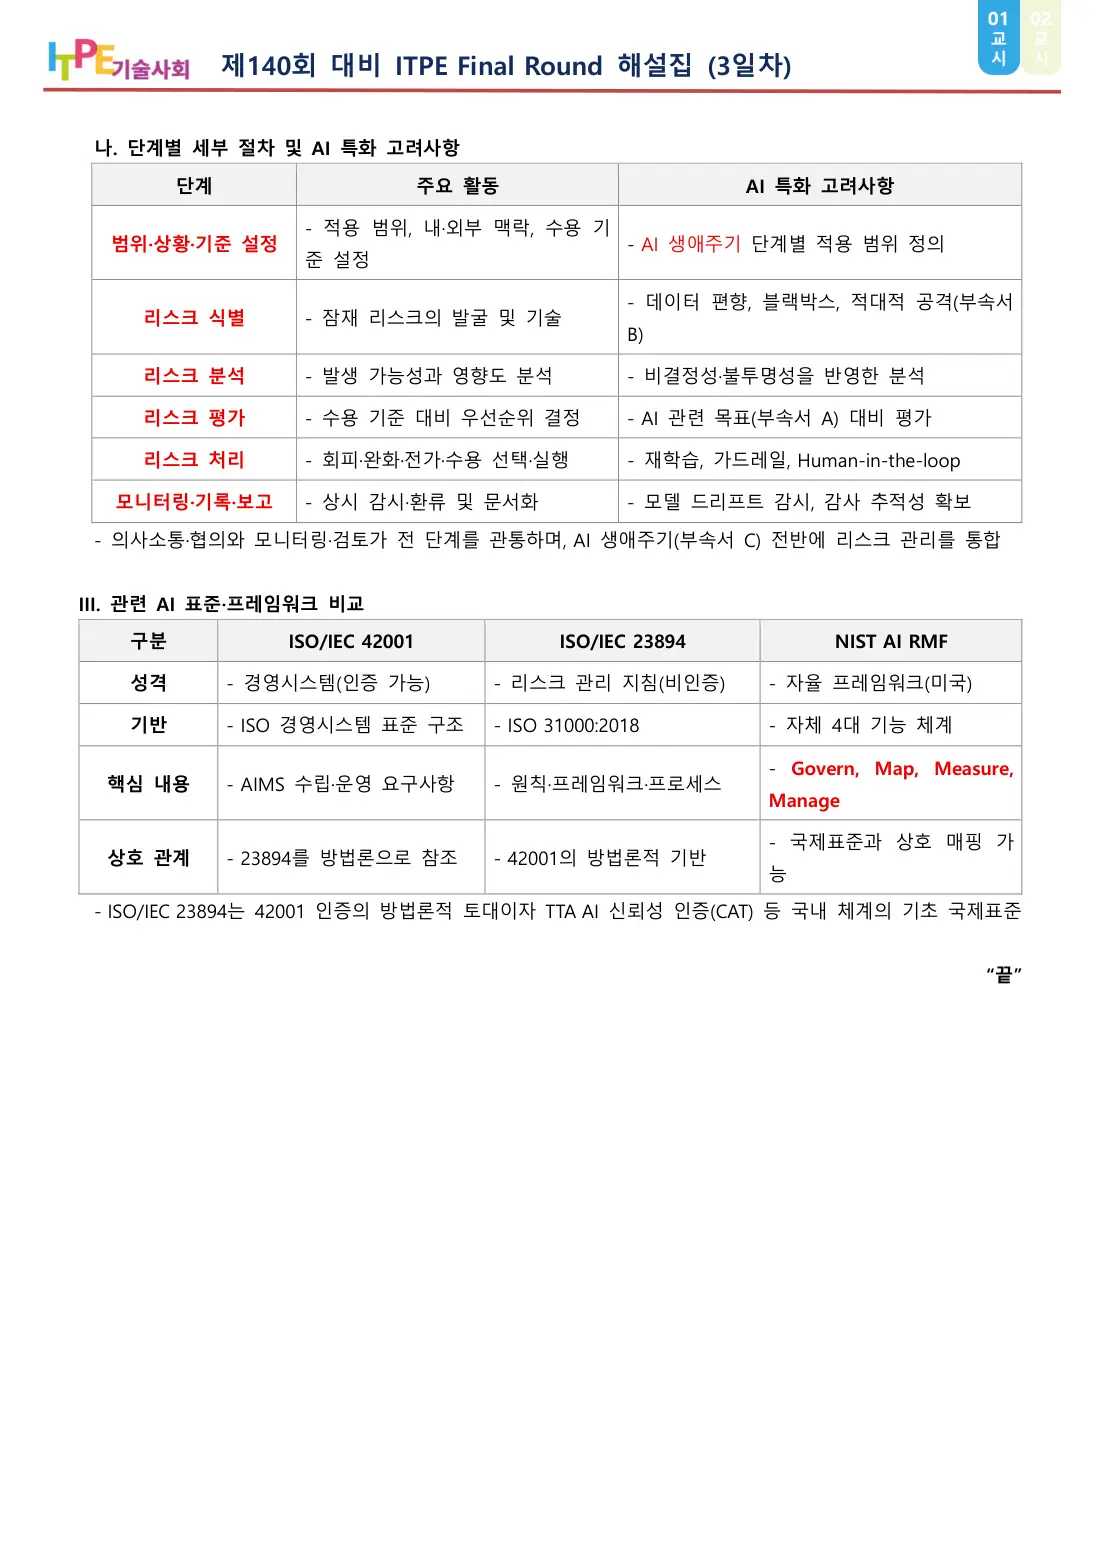 ITPE기술사회
제140회 대비 ITPE Final Round 해설집 (3일차)
01
교
시
02
교
시
나. 단계별 세부 절차 및 AI 특화 고려사항
단계
주요 활동
AI 특화 고려사항
범위·상황·기준 설정
- 적용 범위, 내·외부 맥락, 수용 기
준 설정
- AI 생애주기 단계별 적용 범위 정의
리스크 식별
- 잠재 리스크의 발굴 및 기술
- 데이터 편향, 블랙박스, 적대적 공격(부속서
B)
리스크 분석
- 발생 가능성과 영향도 분석
- 비결정성·불투명성을 반영한 분석
리스크 평가
- 수용 기준 대비 우선순위 결정
- AI 관련 목표(부속서 A) 대비 평가
리스크 처리
- 회피·완화·전가·수용 선택·실행
- 재학습, 가드레일, Human-in-the-loop
모니터링·기록·보고
- 상시 감시·환류 및 문서화
- 모델 드리프트 감시, 감사 추적성 확보
- 의사소통·협의와 모니터링·검토가 전 단계를 관통하며, AI 생애주기(부속서 C) 전반에 리스크 관리를 통합
III. 관련 AI 표준·프레임워크 비교
구분
ISO/IEC 42001
ISO/IEC 23894
NIST AI RMF
성격
- 경영시스템(인증 가능)
- 리스크 관리 지침(비인증)
- 자율 프레임워크(미국)
기반
- ISO 경영시스템 표준 구조
- ISO 31000:2018
- 자체 4대 기능 체계
핵심 내용
- AIMS 수립·운영 요구사항
- 원칙·프레임워크·프로세스
- Govern, Map, Measure,
Manage
상호 관계
- 23894를 방법론으로 참조
- 42001의 방법론적 기반
- 국제표준과 상호 매핑 가
능
- ISO/IEC 23894는 42001 인증의 방법론적 토대이자 TTA AI 신뢰성 인증(CAT) 등 국내 체계의 기초 국제표준
“끝”